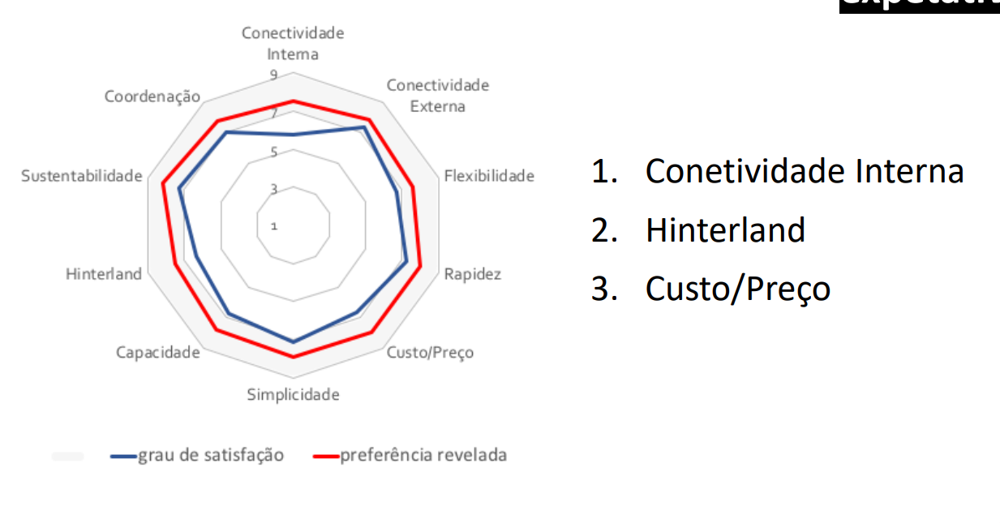 Conectividade
Interna
Conectividade
Externa
Flexibilidade
Rapidez
Custo/Preço
Simplicidade
Capacidade
Hinterland
Sustentabilidade
Coordenação
9
7
5
3
1
grau de satisfação
preferência revelada
1. Conetividade Interna
2. Hinterland
3. Custo/Preço